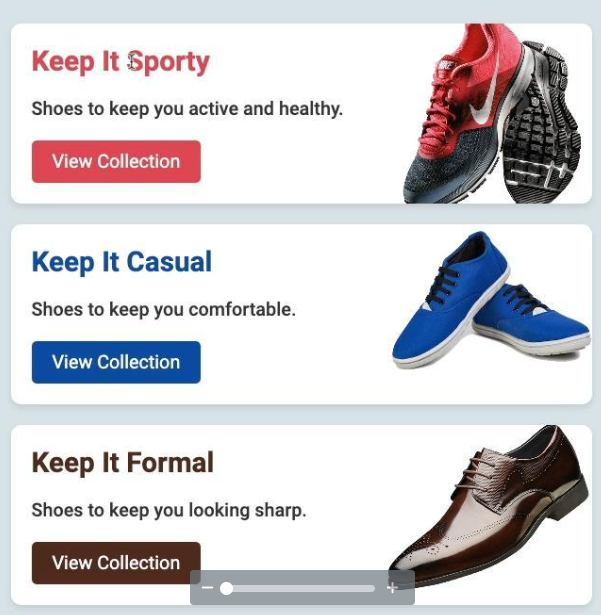 Keep It Sporty
Shoes to keep you active and healthy.
View Collection
Keep It Casual
Shoes to keep you comfortable.
View Collection
Keep It Formal
Shoes to keep you looking sharp.
View Collection